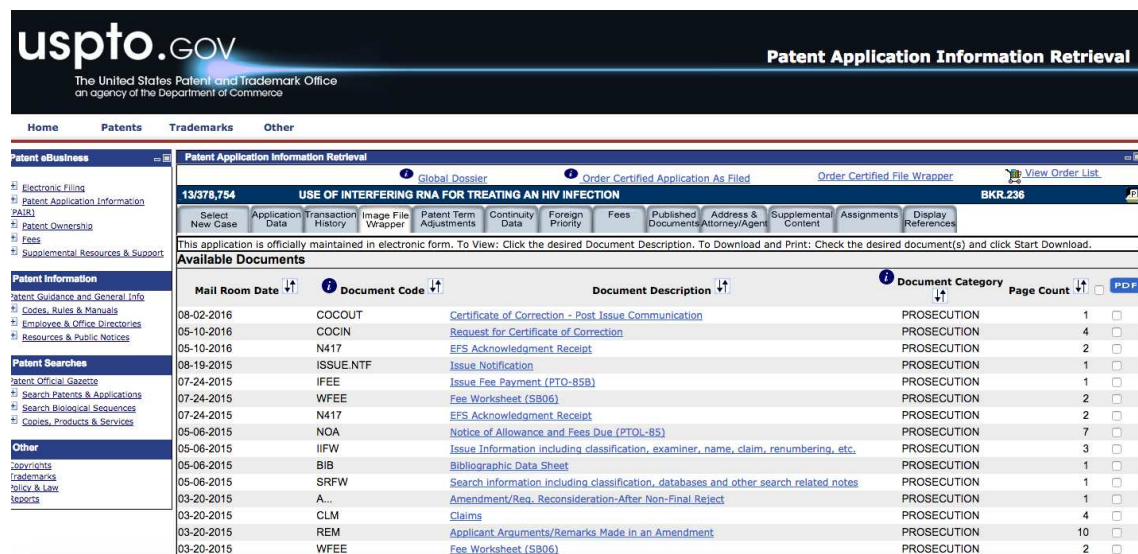 uspto.GOV
The United States Patent and Trademark Office
an agency of the Department of Commerce
Patent Application Information Retrieval
Home Patents Trademarks Other
Patent eBusiness
Electronic Filing
Patent Application Information
(PAIR)
Patent Ownership
Fees
Supplemental Resources & Support
Patent Information
Patent Guidance and General Info
Codes, Rules & Manuals
Employee & Office Directories
Resources & Public Notices
Patent Searches
Patent Official Gazette
Search Patents & Applications
Search Biological Sequences
Copies, Products & Services
Other
Copyrights
Trademarks
Policy & Law
Reports
Patent Application Information Retrieval
Global Dossier Order Certified Application As Filed Order Certified File Wrapper View Order List
13/378,754 USE OF INTERFERING RNA FOR TREATING AN HIV INFECTION BKR.236
Select New Case Application Data Transaction History Image File Wrapper Patent Term Adjustments Continuity Data Foreign Priority Fees Published Documents Address & Attorney/Agent Supplemental Content Assignments Display References
This application is officially maintained in electronic form. To View: Click the desired Document Description. To Download and Print: Check the desired document(s) and click Start Download.
Available Documents
Mail Room Date Document Code Document Description Document Category Page Count PDF
08-02-2016 COCOUT Certificate of Correction - Post Issue Communication PROSECUTION 1
05-10-2016 COCIN Request for Certificate of Correction PROSECUTION 4
05-10-2016 N417 EFS Acknowledgment Receipt PROSECUTION 2
08-19-2015 ISSUE.NTF Issue Notification PROSECUTION 1
07-24-2015 IFEE Issue Fee Payment (PTO-85B) PROSECUTION 1
07-24-2015 WFEE Fee Worksheet (SB06) PROSECUTION 2
07-24-2015 N417 EFS Acknowledgment Receipt PROSECUTION 2
05-06-2015 NOA Notice of Allowance and Fees Due (PTOL-85) PROSECUTION 7
05-06-2015 IIFW Issue Information including classification, examiner, name, claim, renumbering, etc. PROSECUTION 3
05-06-2015 BIB Bibliographic Data Sheet PROSECUTION 1
05-06-2015 SRFW Search information including classification, databases and other search related notes PROSECUTION 1
03-20-2015 A... Amendment/Req. Reconsideration-After Non-Final Reject PROSECUTION 1
03-20-2015 CLM Claims PROSECUTION 4
03-20-2015 REM Applicant Arguments/Remarks Made in an Amendment PROSECUTION 10
03-20-2015 WFEE Fee Worksheet (SB06) PROSECUTION 2